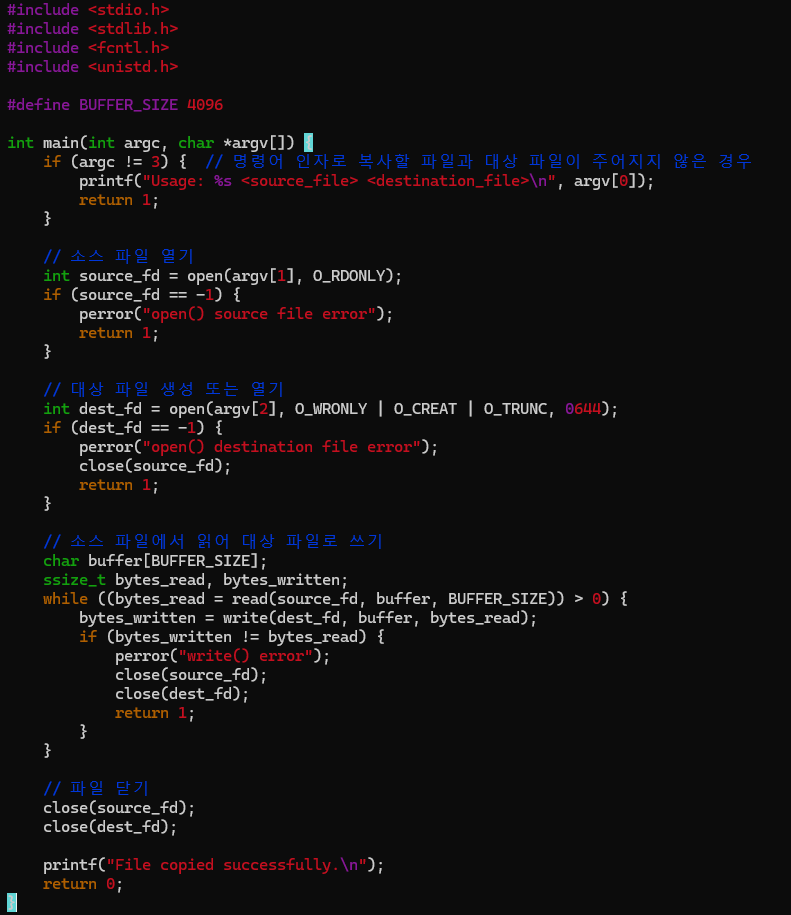 #include <stdio.h>
#include <stdlib.h>
#include <fcntl.h>
#include <unistd.h>

#define BUFFER_SIZE 4096

int main(int argc, char *argv[]) {
    if (argc != 3) {  // 명령어 인자로 복사할 파일과 대상 파일이 주어지지 않은 경우
        printf("Usage: %s <source_file> <destination_file>\n", argv[0]);
        return 1;
    }

    // 소스 파일 열기
    int source_fd = open(argv[1], O_RDONLY);
    if (source_fd == -1) {
        perror("open() source file error");
        return 1;
    }

    // 대상 파일 생성 또는 열기
    int dest_fd = open(argv[2], O_WRONLY | O_CREAT | O_TRUNC, 0644);
    if (dest_fd == -1) {
        perror("open() destination file error");
        close(source_fd);
        return 1;
    }

    // 소스 파일에서 읽어 대상 파일로 쓰기
    char buffer[BUFFER_SIZE];
    ssize_t bytes_read, bytes_written;
    while ((bytes_read = read(source_fd, buffer, BUFFER_SIZE)) > 0) {
        bytes_written = write(dest_fd, buffer, bytes_read);
        if (bytes_written != bytes_read) {
            perror("write() error");
            close(source_fd);
            close(dest_fd);
            return 1;
        }
    }

    // 파일 닫기
    close(source_fd);
    close(dest_fd);

    printf("File copied successfully.\n");
    return 0;
}